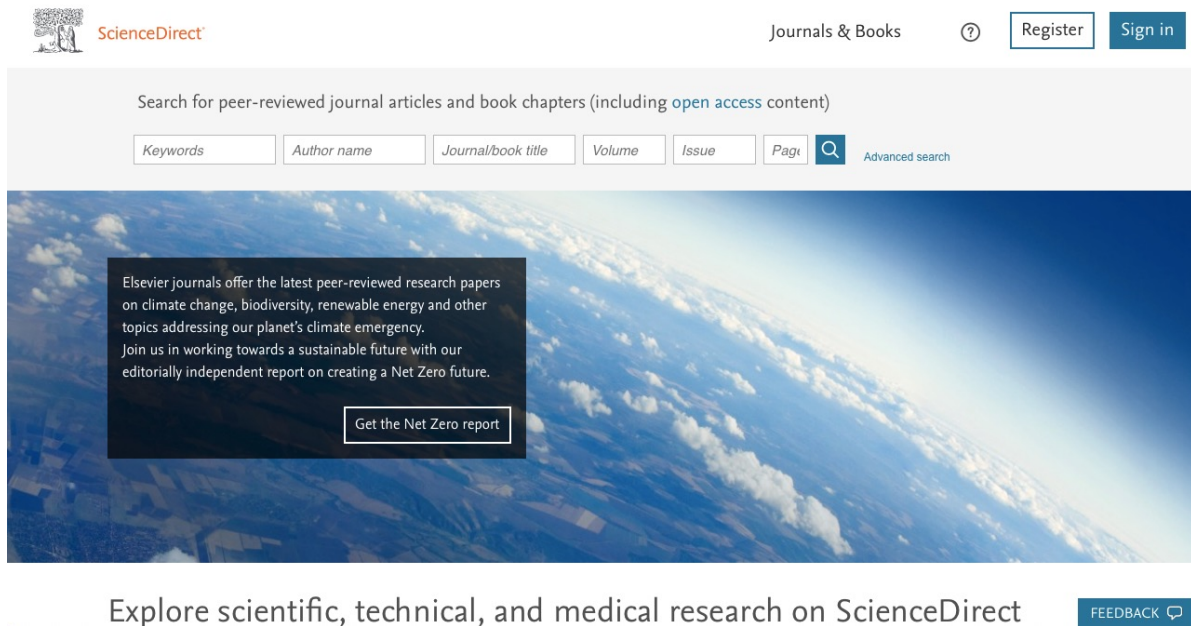 ScienceDirect
Journals & Books
?
Register
Sign in
Search for peer-reviewed journal articles and book chapters (including open access content)
Keywords
Author name
Journal/book title
Volume
Issue
Page
Advanced search
Elsevier journals offer the latest peer-reviewed research papers
on climate change, biodiversity, renewable energy and other
topics addressing our planet's climate emergency.
Join us in working towards a sustainable future with our
editorially independent report on creating a Net Zero future.
Get the Net Zero report
Explore scientific, technical, and medical research on ScienceDirect
FEEDBACK